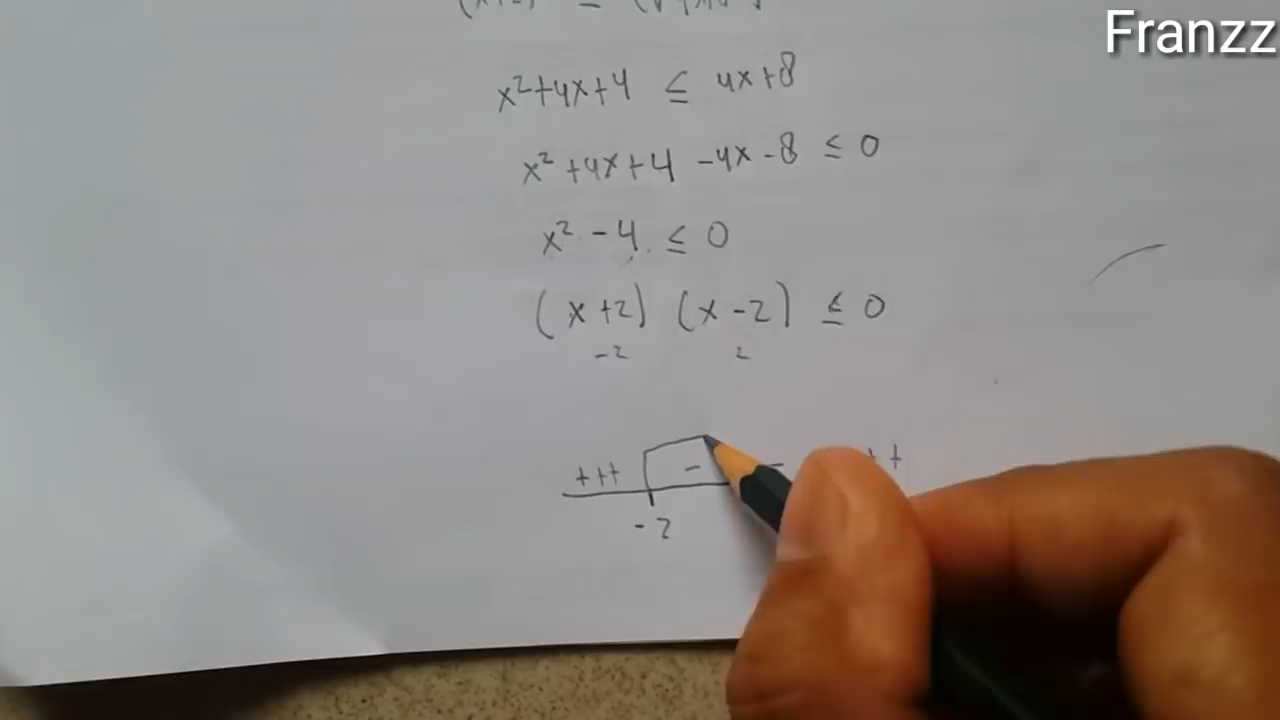 Franzz
x²+4x+4 ≤ 4x+8
x² +4x+4 -4x-8 ≤ 0
x² -4 ≤ 0
(x+2) (x-2) ≤ 0
-2 2
+++ -
-2